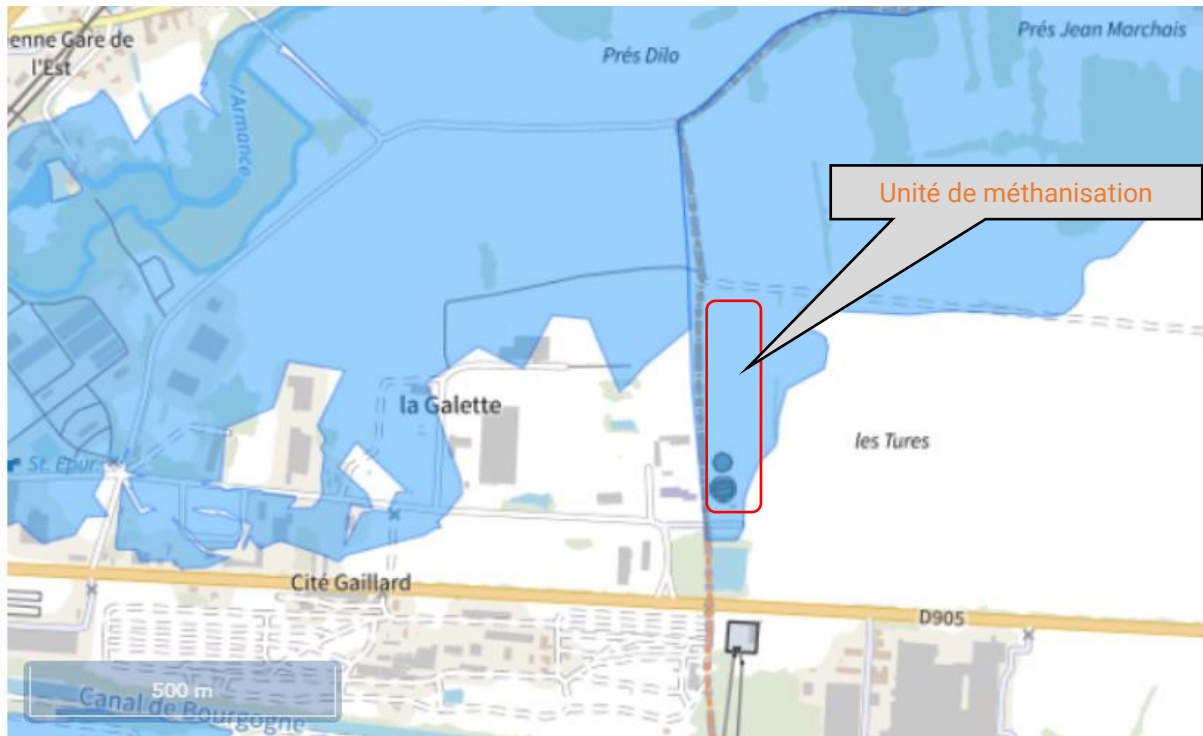 Prés Jean Marchais
enne Gare de
l'Est
Prés Dilo
l'Armance
Unité de méthanisation
la Galette
les Tures
St. Epur.
Cité Gaillard
D905
500 m
Canal de Bourgogne